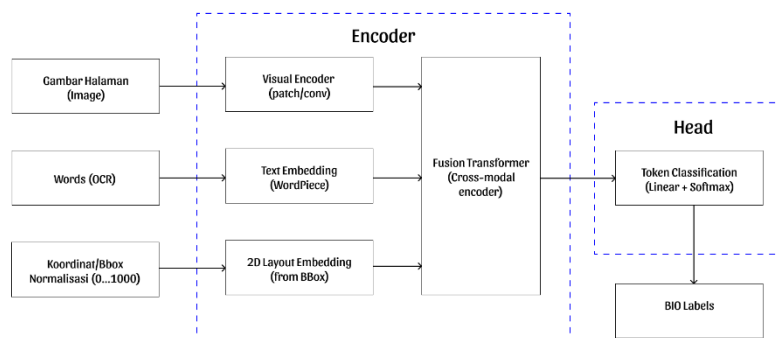 Encoder
Gambar Halaman
(Image)
Visual Encoder
(patch/conv)
Head
Words (OCR)
Text Embedding
(WordPiece)
Fusion Transformer
(Cross-modal
encoder)
Token Classification
(Linear + Softmax)
Koordinat/Bbox
Normalisasi (0...1000)
2D Layout Embedding
(from BBox)
BIO Labels